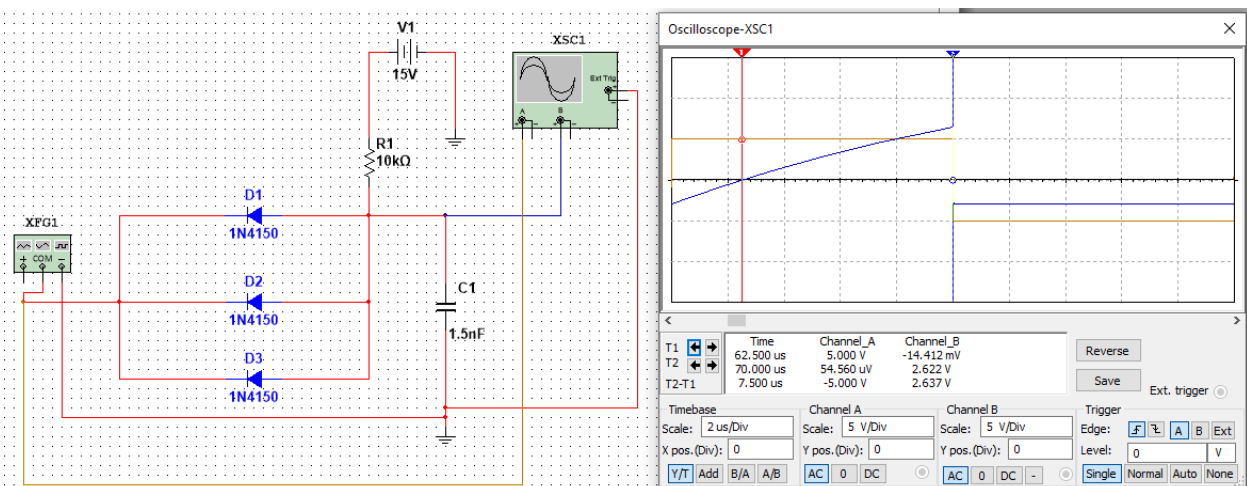 V1
15V
XSC1
Ext Trig
A
B
R1
10kΩ
D1
1N4150
XFG1
COM
D2
1N4150
C1
1.5nF
D3
1N4150
Oscilloscope-XSC1
1
2
T1
T2
T2-T1
Time Channel_A Channel_B
62.500 us 5.000 V -14.412 mV
70.000 us 54.560 uV 2.622 V
7.500 us -5.000 V 2.637 V
Reverse
Save
Ext. trigger
Timebase
Scale: 2 us/Div
X pos.(Div): 0
Y/T Add B/A A/B
Channel A
Scale: 5 V/Div
Y pos.(Div): 0
AC 0 DC
Channel B
Scale: 5 V/Div
Y pos.(Div): 0
AC 0 DC -
Trigger
Edge: A B Ext
Level: 0 V
Single Normal Auto None